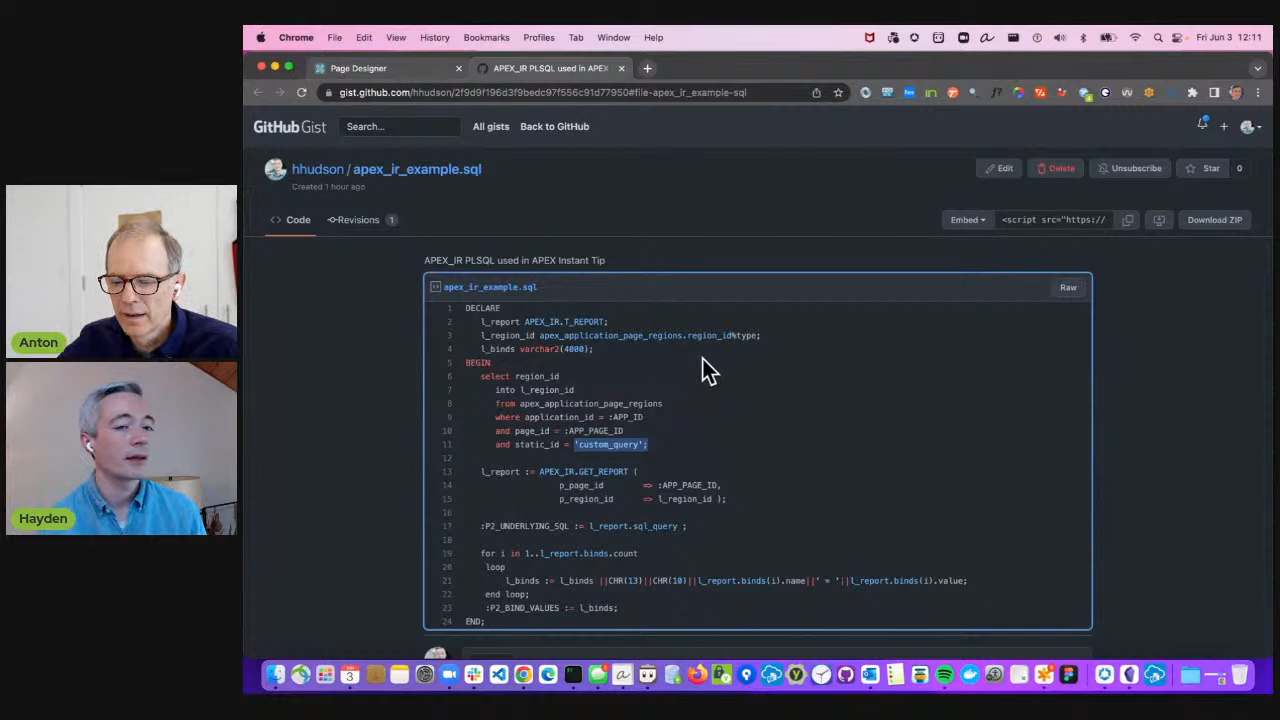 Chrome File Edit View History Bookmarks Profiles Tab Window Help Fri Jun 3 12:11
Page Designer
APEX_IR PLSQL used in APEX
gist.github.com/hhudson/2f9d9f196d3f9bedc97f556c91d77950#file-apex_ir_example-sql
GitHub Gist
Search...
All gists
Back to GitHub
hhudson / apex_ir_example.sql
Created 1 hour ago
Edit
Delete
Unsubscribe
Star
0
Code
Revisions 1
Embed
<script src="https://
Download ZIP
APEX_IR PLSQL used in APEX Instant Tip
apex_ir_example.sql
Raw
1 DECLARE
2 l_report APEX_IR.T_REPORT;
3 l_region_id apex_application_page_regions.region_id%type;
4 l_binds varchar2(4000);
5 BEGIN
6 select region_id
7 into l_region_id
8 from apex_application_page_regions
9 where application_id = :APP_ID
10 and page_id = :APP_PAGE_ID
11 and static_id = 'custom_query';
12
13 l_report := APEX_IR.GET_REPORT (
14 p_page_id => :APP_PAGE_ID,
15 p_region_id => l_region_id );
16
17 :P2_UNDERLYING_SQL := l_report.sql_query ;
18
19 for i in 1..l_report.binds.count
20 loop
21 l_binds := l_binds ||CHR(13)||CHR(10)||l_report.binds(i).name||' = '||l_report.binds(i).value;
22 end loop;
23 :P2_BIND_VALUES := l_binds;
24 END;
Anton
Hayden